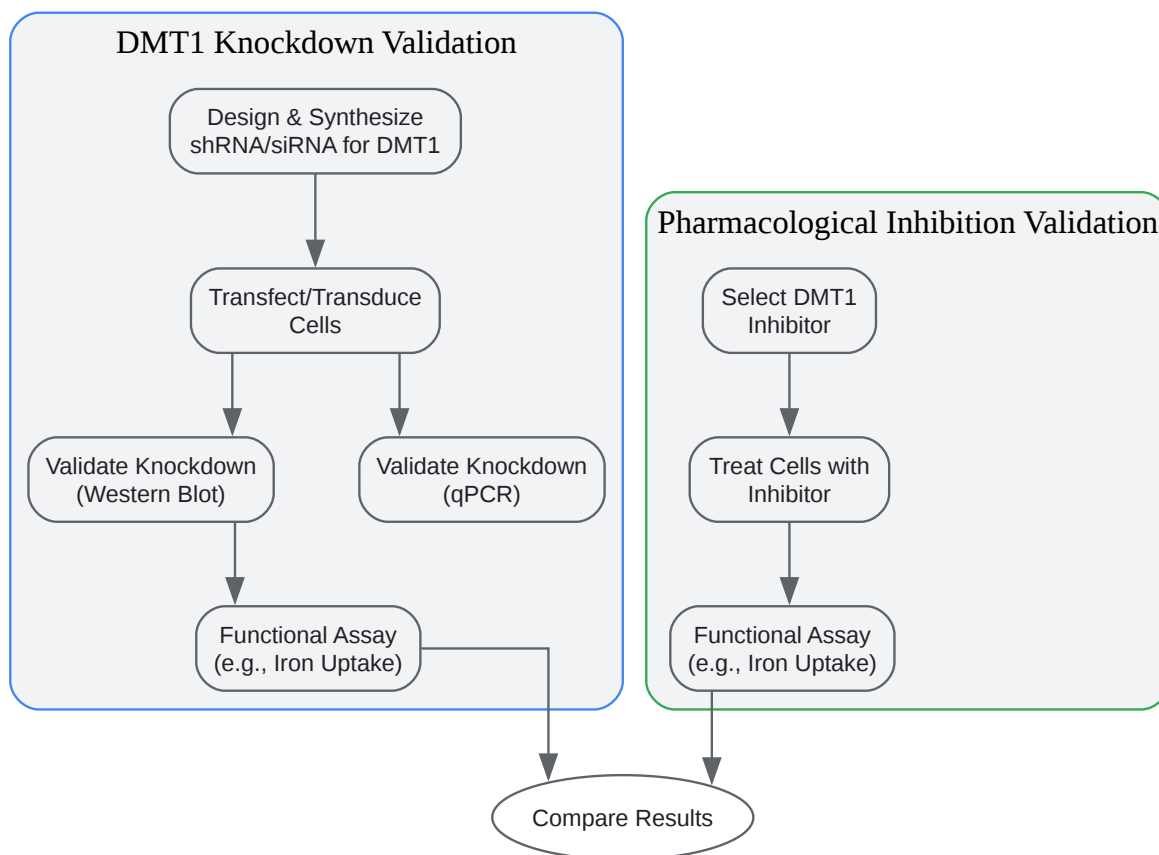 DMT1 Knockdown Validation
Design & Synthesize
shRNA/siRNA for DMT1
Transfect/Transduce
Cells
Validate Knockdown
(Western Blot)
Validate Knockdown
(qPCR)
Functional Assay
(e.g., Iron Uptake)
Pharmacological Inhibition Validation
Select DMT1
Inhibitor
Treat Cells with
Inhibitor
Functional Assay
(e.g., Iron Uptake)
Compare Results